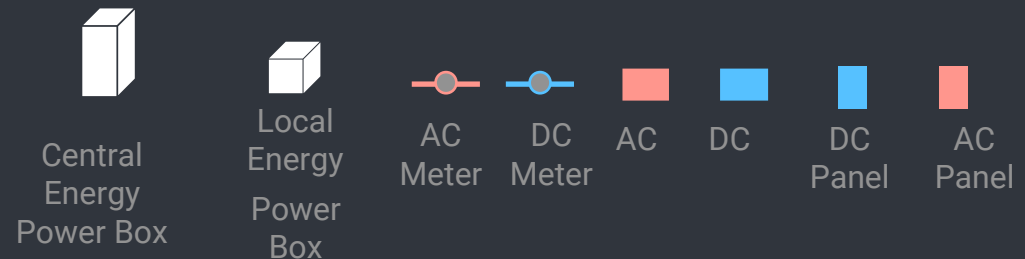 Central
Energy
Power Box
Local
Energy
Power
Box
AC
Meter
DC
Meter
AC
DC
DC
Panel
AC
Panel